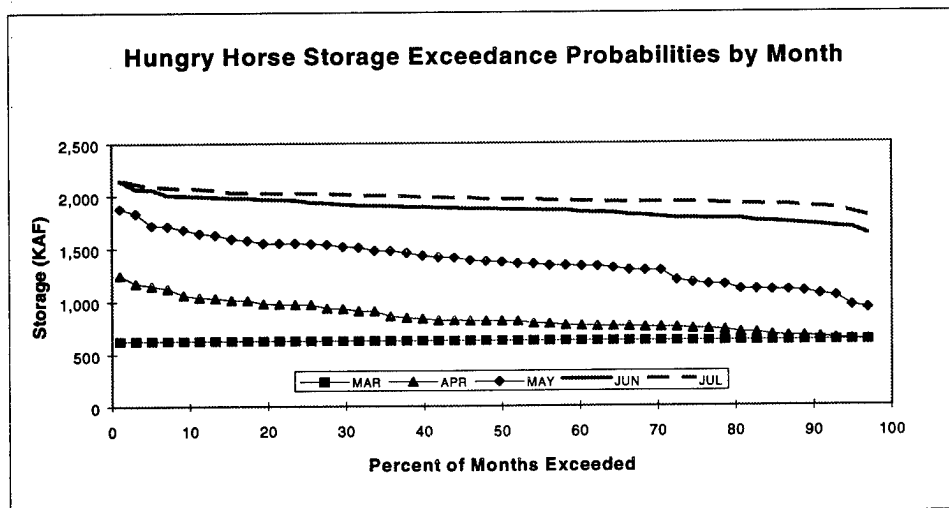 Hungry Horse Storage Exceedance Probabilities by Month
Storage (KAF)
2,500
2,000
1,500
1,000
500
0
0 10 20 30 40 50 60 70 80 90 100
MAR APR MAY JUN JUL
Percent of Months Exceeded